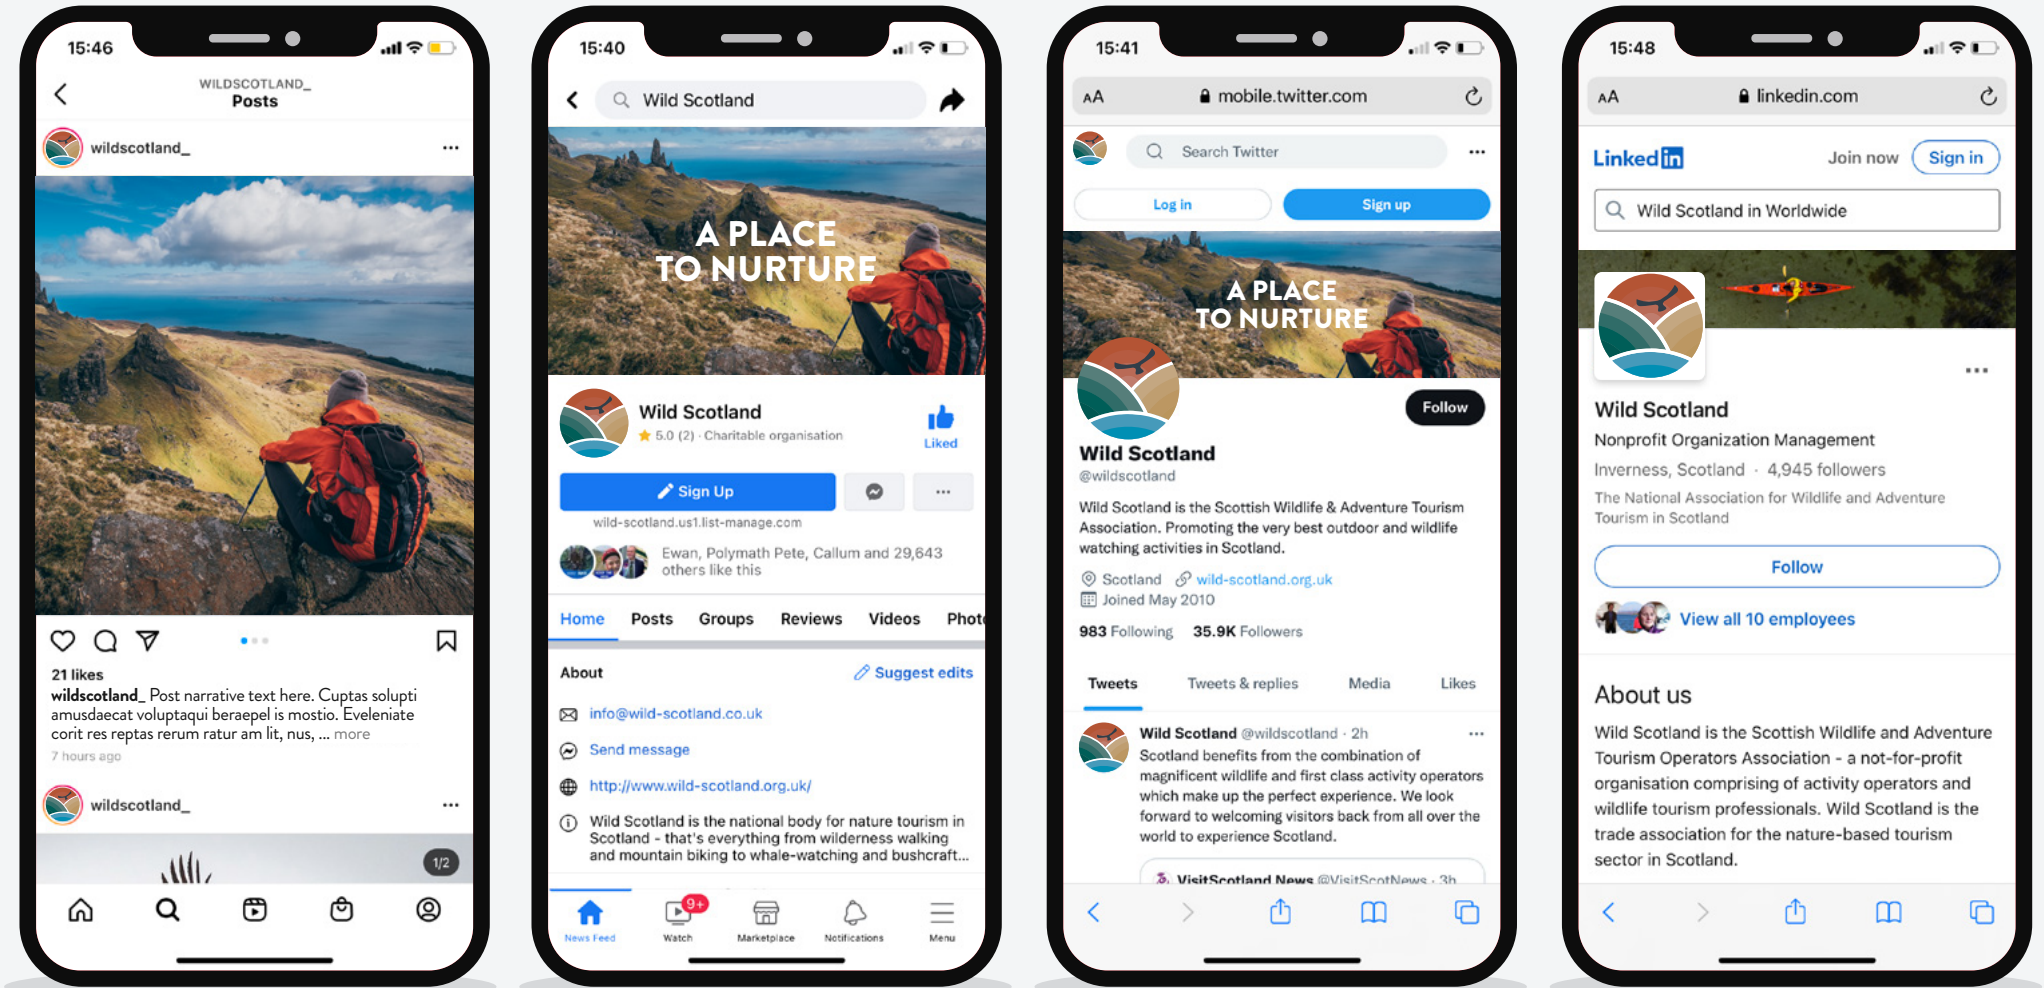 15:46
WILDSCOTLAND_
Posts
wildscotland_
21 likes
wildscotland_ Post narrative text here. Cuptas solupti
amusdaecat voluptaqui beraepel is mostio. Eveleniate
corit res reptas rerum ratur am lit, nus, ... more
7 hours ago
wildscotland_
1/2
15:40
Wild Scotland
A PLACE
TO NURTURE
Wild Scotland
5.0 (2) · Charitable organisation
Liked
Sign Up
wild-scotland.us1.list-manage.com
Ewan, Polymath Pete, Callum and 29,643
others like this
Home Posts Groups Reviews Videos Phot
About
Suggest edits
info@wild-scotland.co.uk
Send message
http://www.wild-scotland.org.uk/
Wild Scotland is the national body for nature tourism in
Scotland - that's everything from wilderness walking
and mountain biking to whale-watching and bushcraft...
9+
News Feed Watch Marketplace Notifications Menu
15:41
AA mobile.twitter.com
Search Twitter
Log in Sign up
A PLACE
TO NURTURE
Follow
Wild Scotland
@wildscotland
Wild Scotland is the Scottish Wildlife & Adventure Tourism
Association. Promoting the very best outdoor and wildlife
watching activities in Scotland.
Scotland wild-scotland.org.uk
Joined May 2010
983 Following 35.9K Followers
Tweets Tweets & replies Media Likes
Wild Scotland @wildscotland · 2h
Scotland benefits from the combination of
magnificent wildlife and first class activity operators
which make up the perfect experience. We look
forward to welcoming visitors back from all over the
world to experience Scotland.
VisitScotland News @VisitScotNews · 3h
15:48
AA linkedin.com
Linked in
Join now Sign in
Wild Scotland in Worldwide
Wild Scotland
Nonprofit Organization Management
Inverness, Scotland · 4,945 followers
The National Association for Wildlife and Adventure
Tourism in Scotland
Follow
View all 10 employees
About us
Wild Scotland is the Scottish Wildlife and Adventure
Tourism Operators Association - a not-for-profit
organisation comprising of activity operators and
wildlife tourism professionals. Wild Scotland is the
trade association for the nature-based tourism
sector in Scotland.